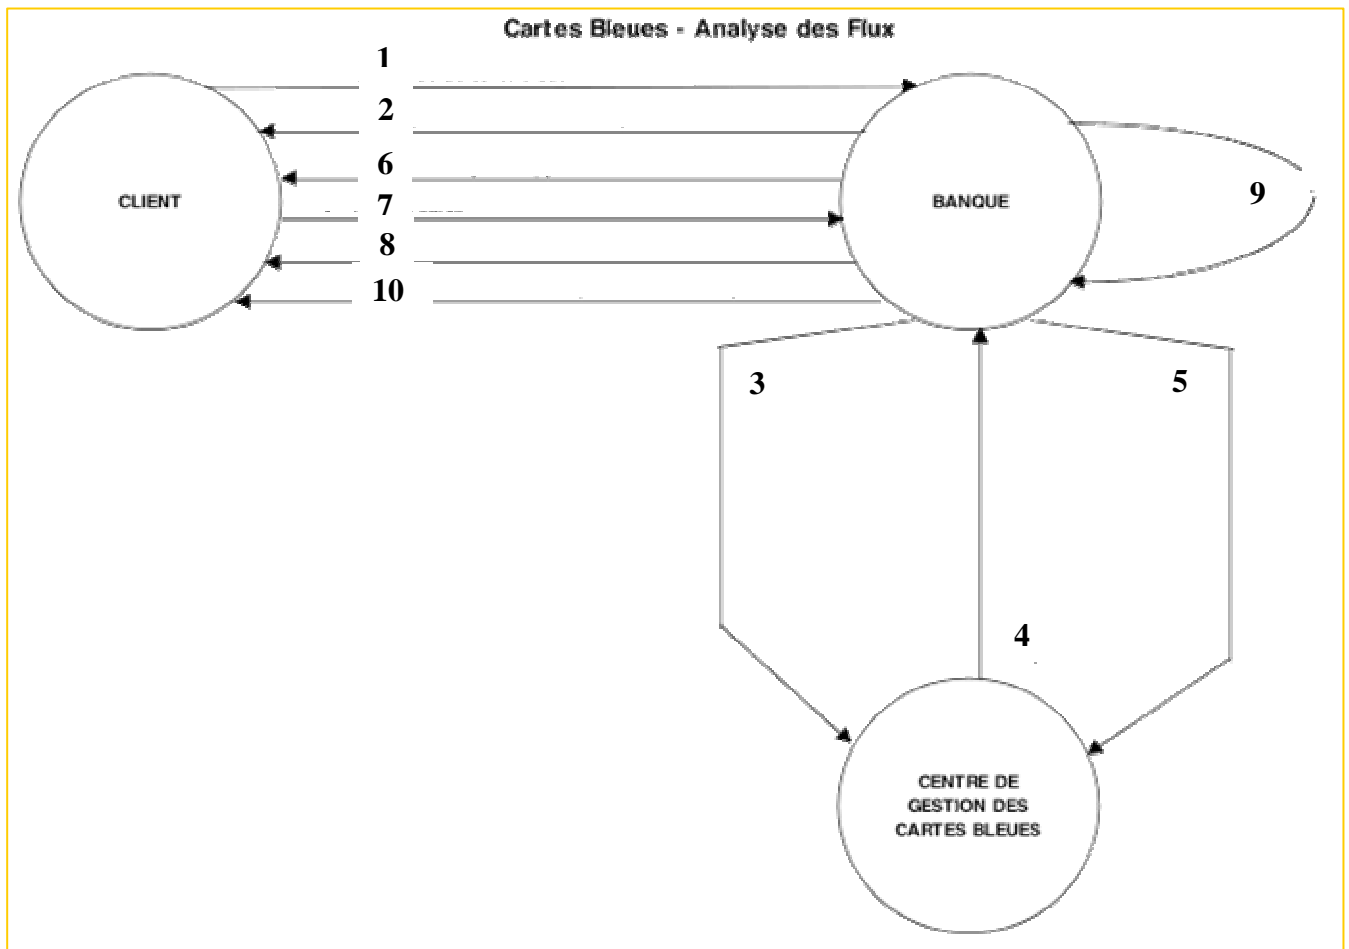 Cartes Bleues - Analyse des Flux
1
2
6
CLIENT
BANQUE
9
7
8
10
3
5
4
CENTRE DE
GESTION DES
CARTES BLEUES